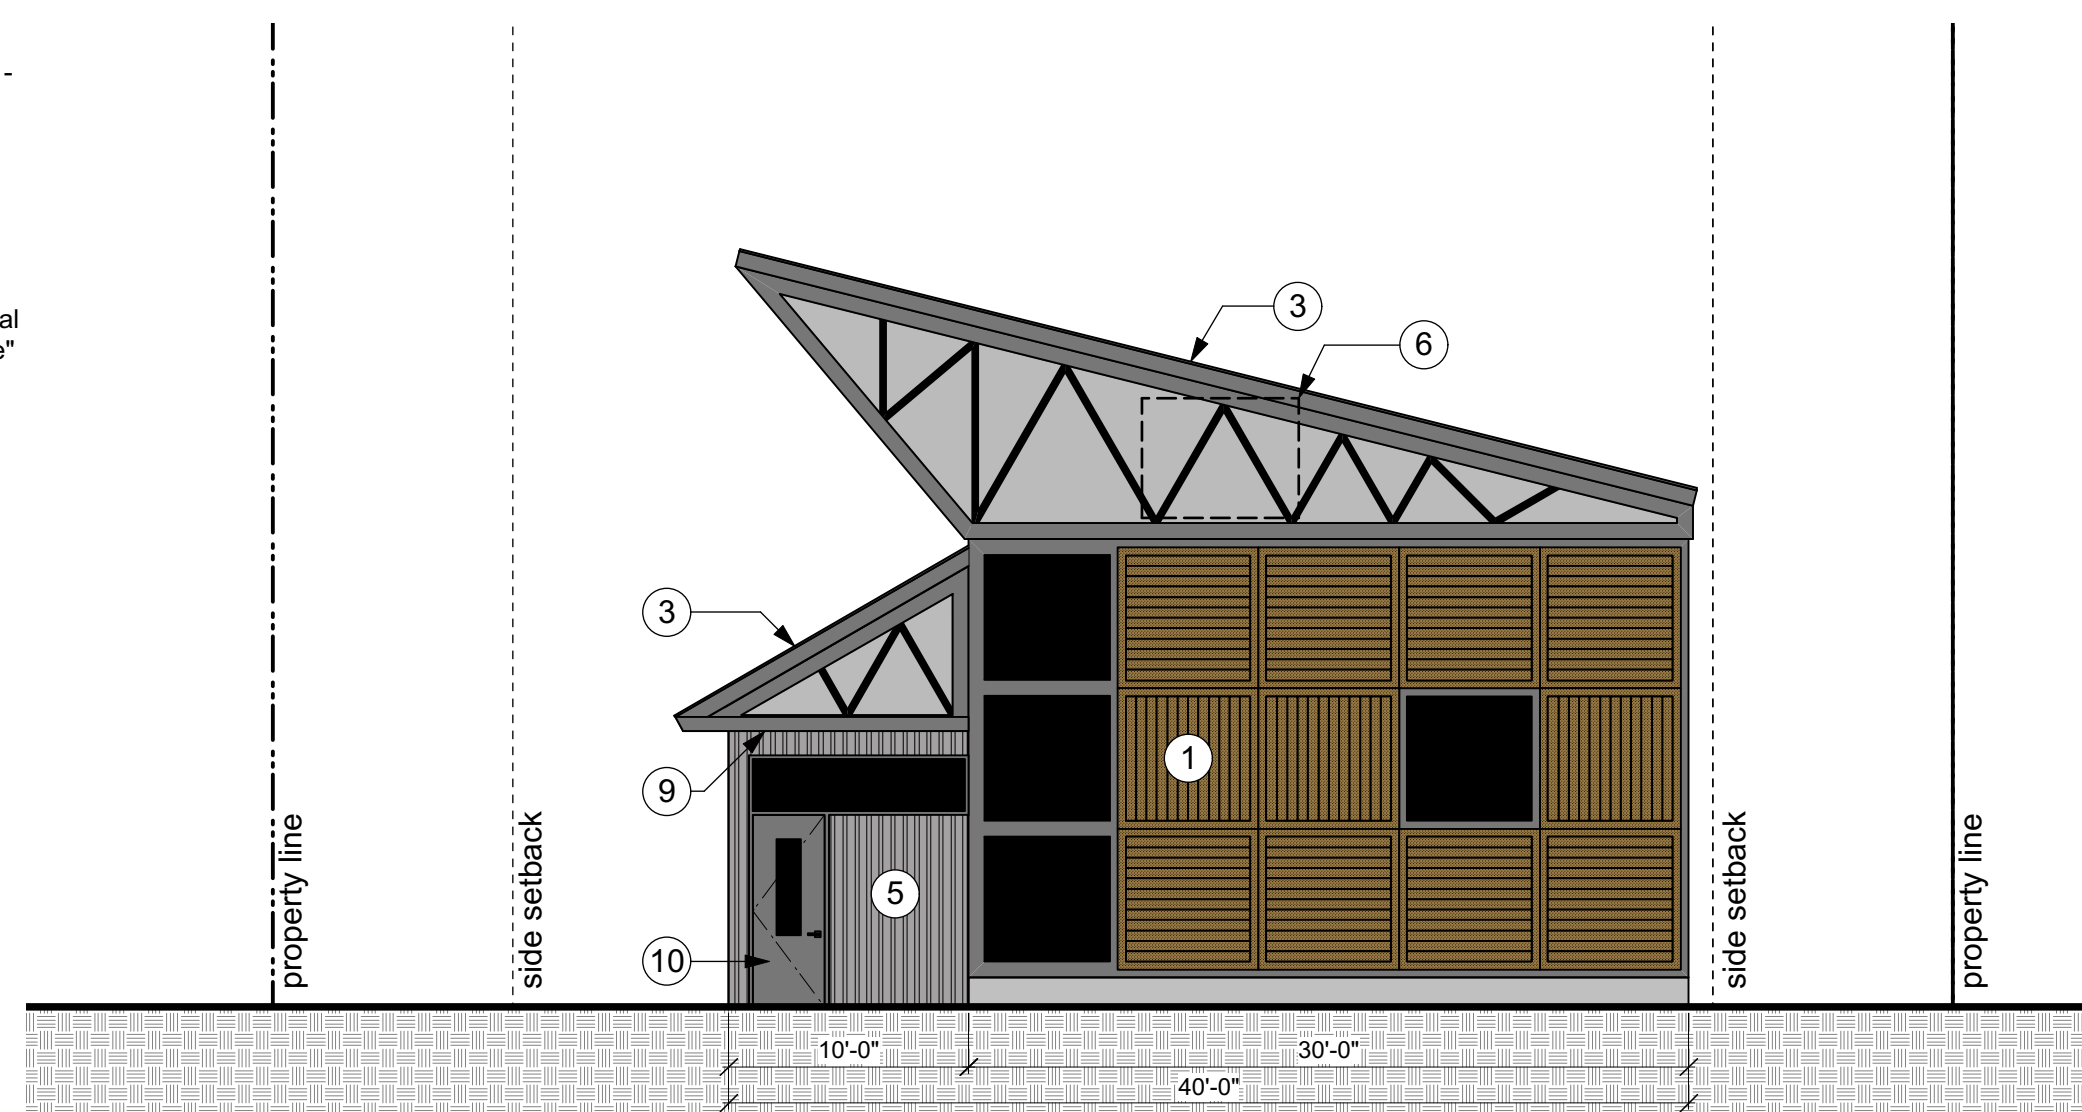 -
al
e"
3
6
3
1
9
5
10
property line
side setback
side setback
property line
10'-0"
30'-0"
40'-0"